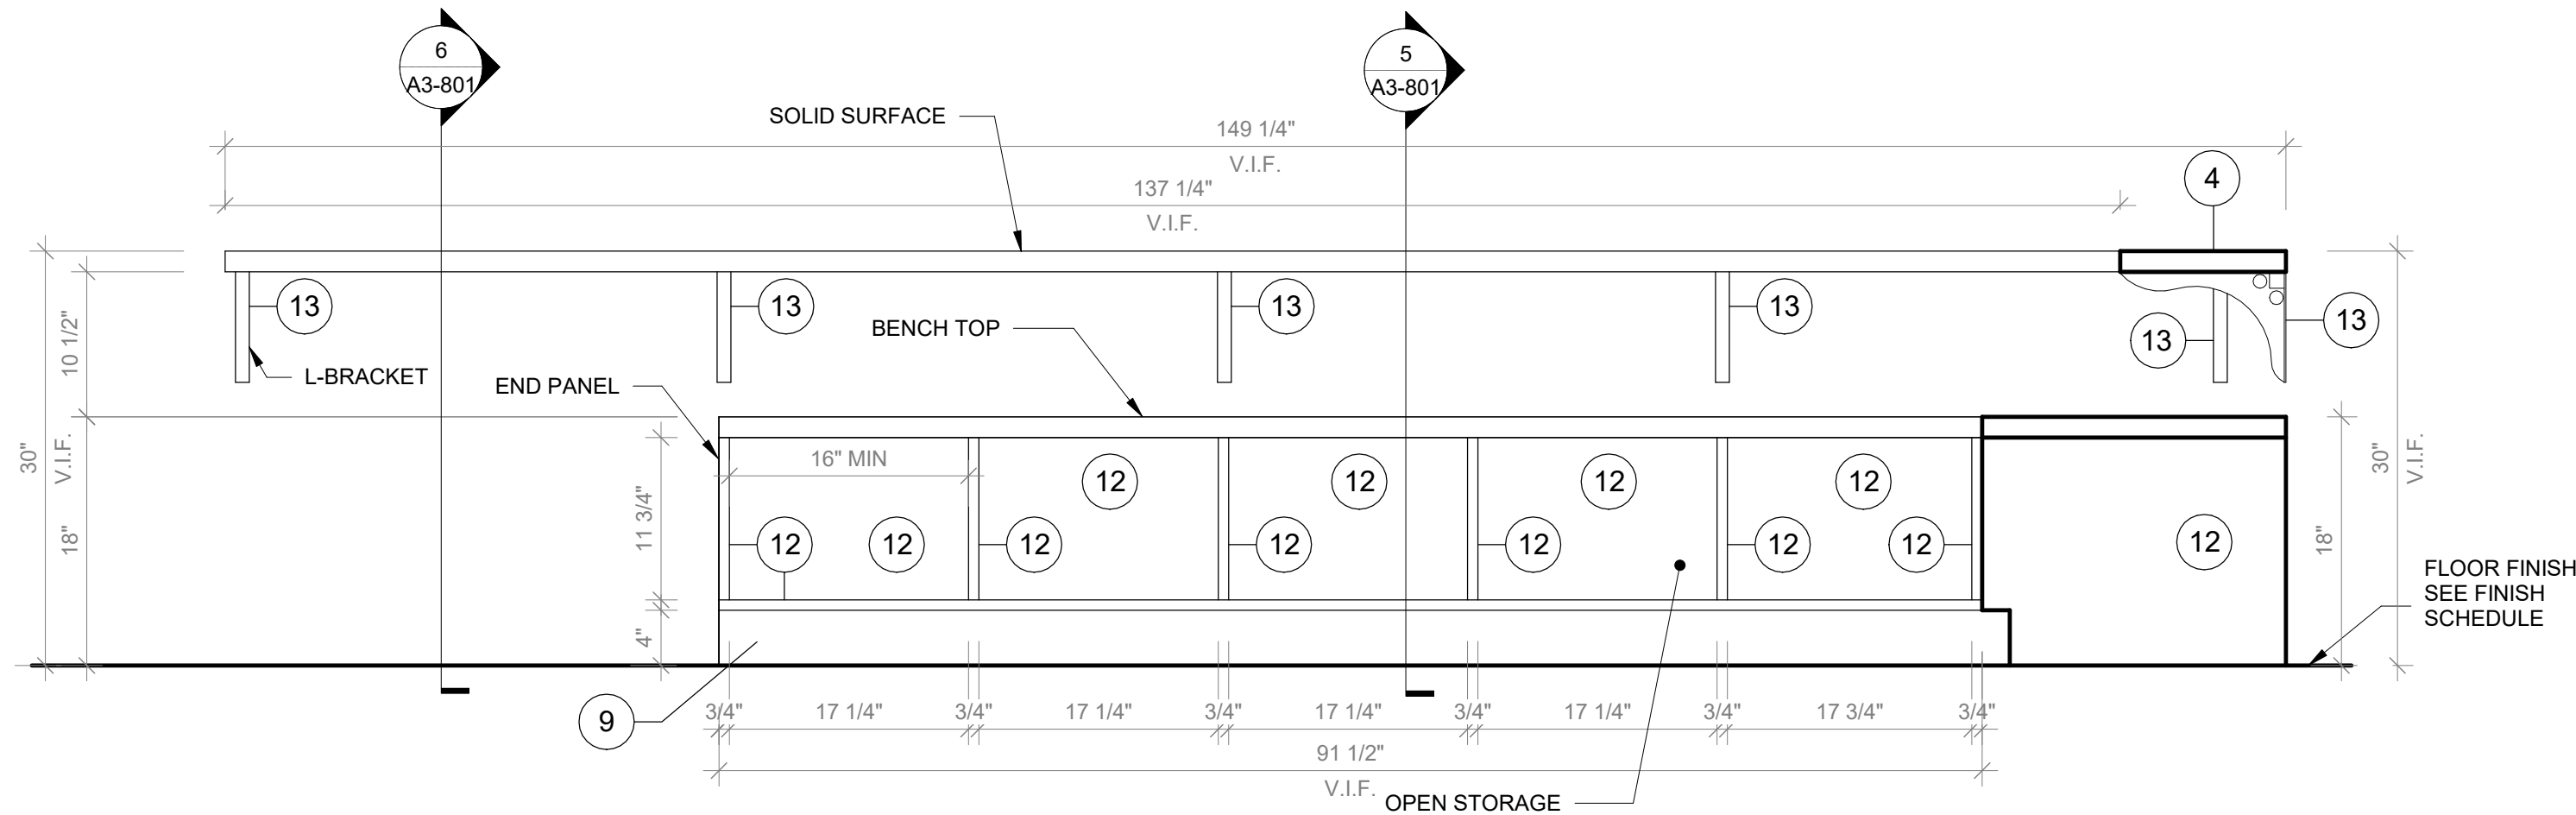 6
A3-801
5
A3-801
SOLID SURFACE
149 1/4"
V.I.F.
137 1/4"
V.I.F.
4
13
13
13
13
13
13
BENCH TOP
L-BRACKET
END PANEL
10 1/2"
30"
V.I.F.
18"
30"
V.I.F.
18"
16" MIN
11 3/4"
4"
12
12
12
12
12
12
12
12
12
12
12
12
FLOOR FINISH
SEE FINISH
SCHEDULE
9
3/4" 17 1/4" 3/4" 17 1/4" 3/4" 17 1/4" 3/4" 17 1/4" 3/4" 17 3/4" 3/4"
91 1/2"
V.I.F.
OPEN STORAGE